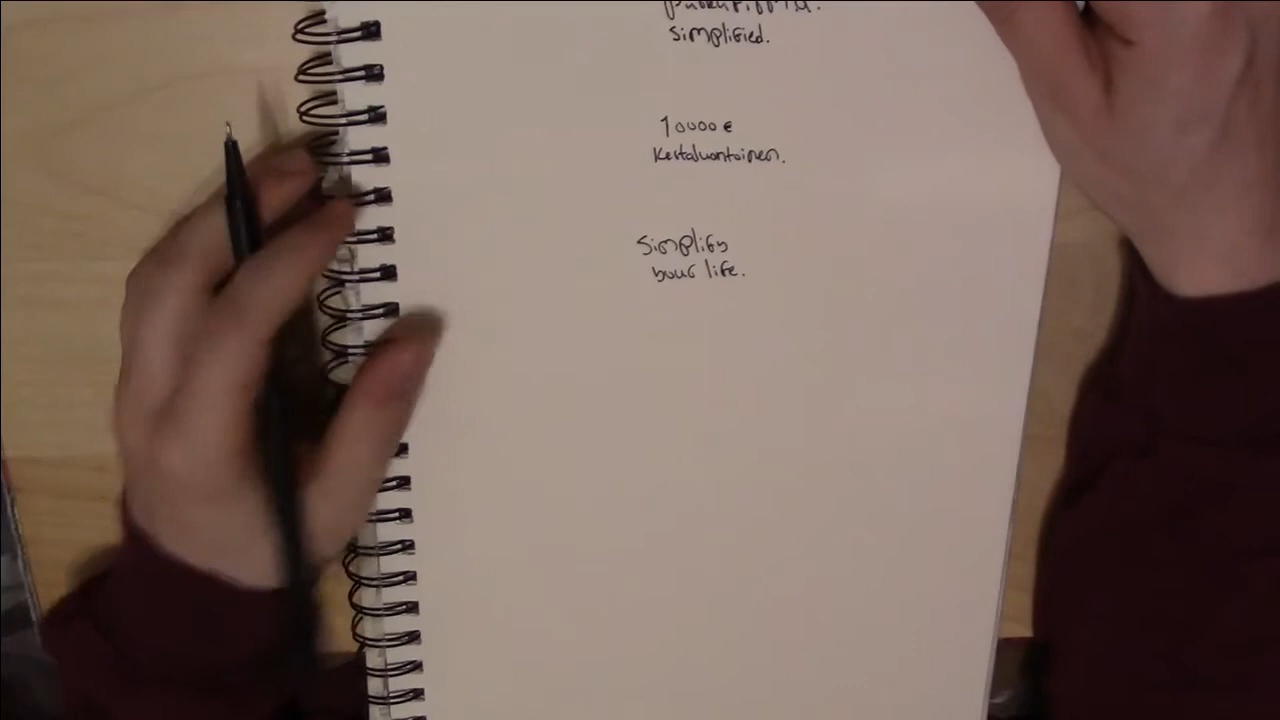 simplified.
10000 €
Kertaluontoinen.
Simplify
your life.